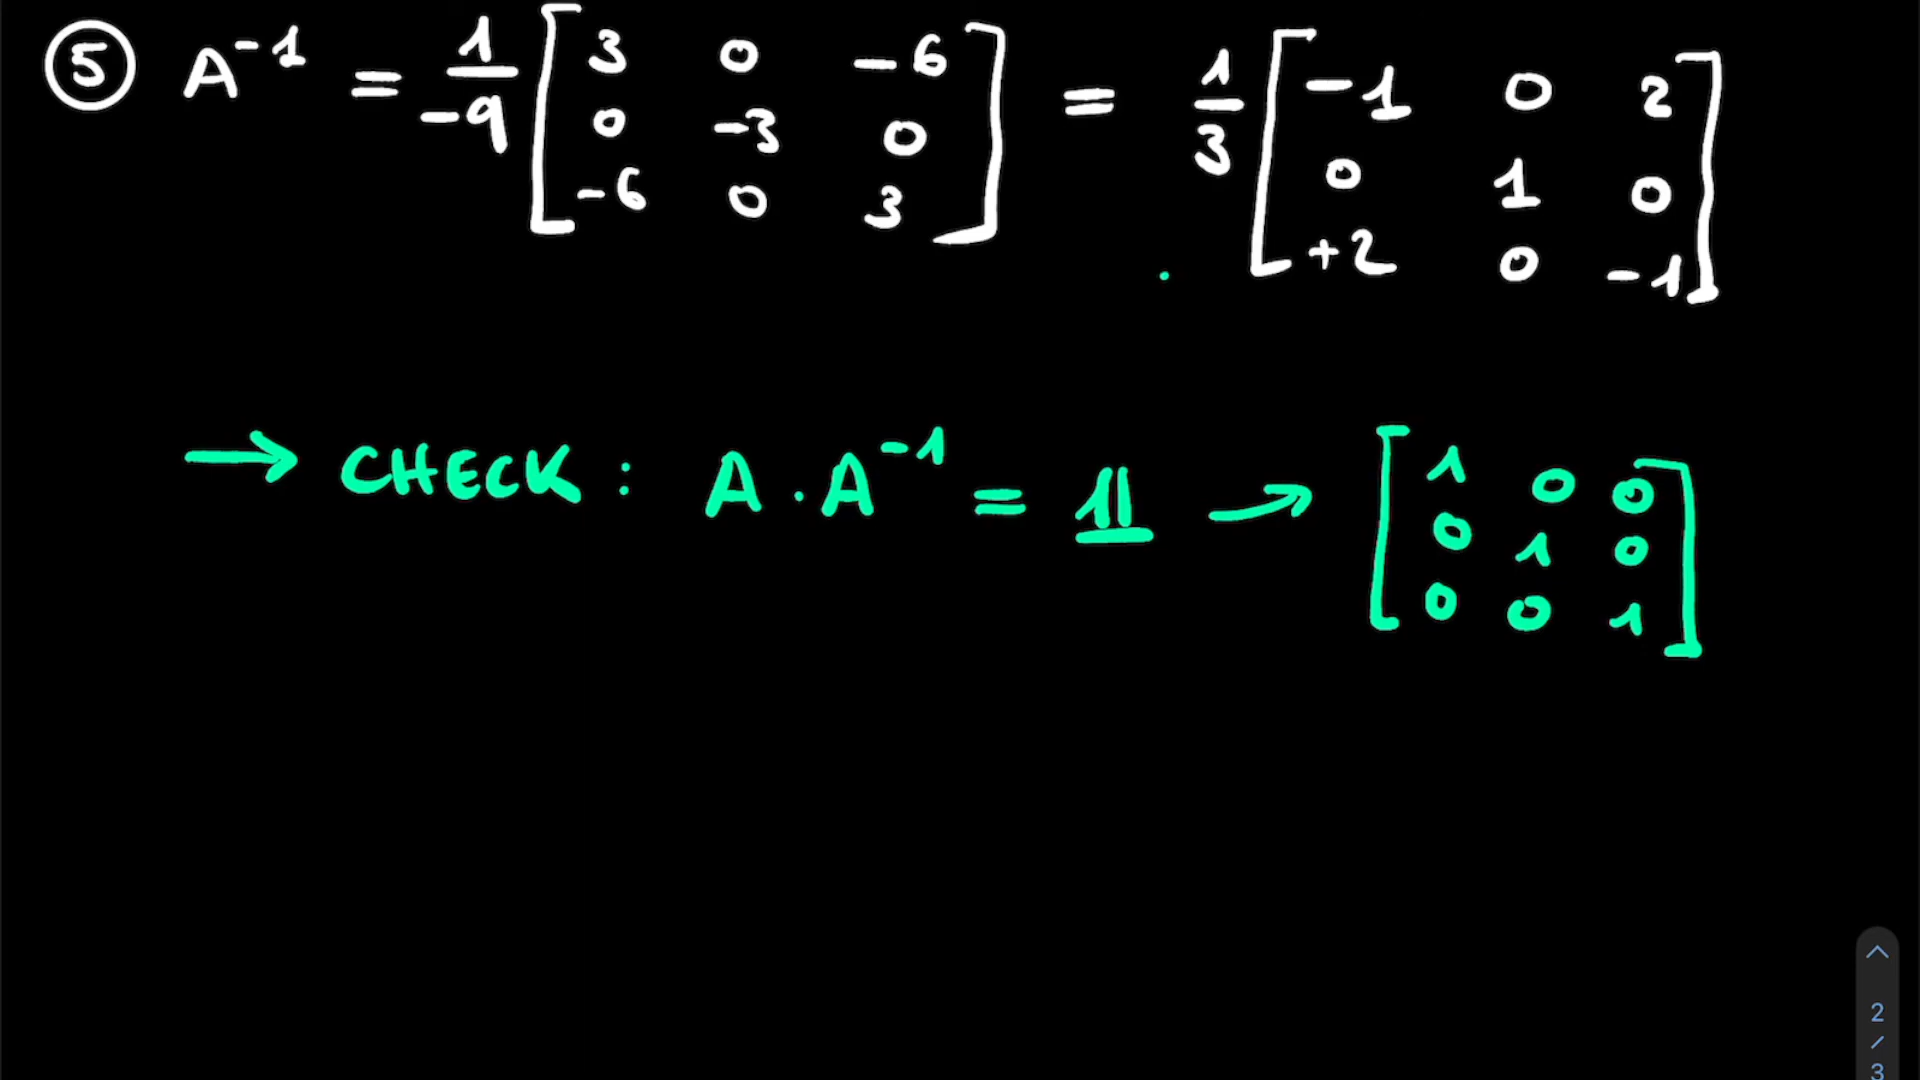 ⑤ A⁻¹ = 1/-9 [3 0 -6; 0 -3 0; -6 0 3] = 1/3 [-1 0 2; 0 1 0; +2 0 -1]
→ CHECK: A · A⁻¹ = 𝟙 → [1 0 0; 0 1 0; 0 0 1]
2
/
3